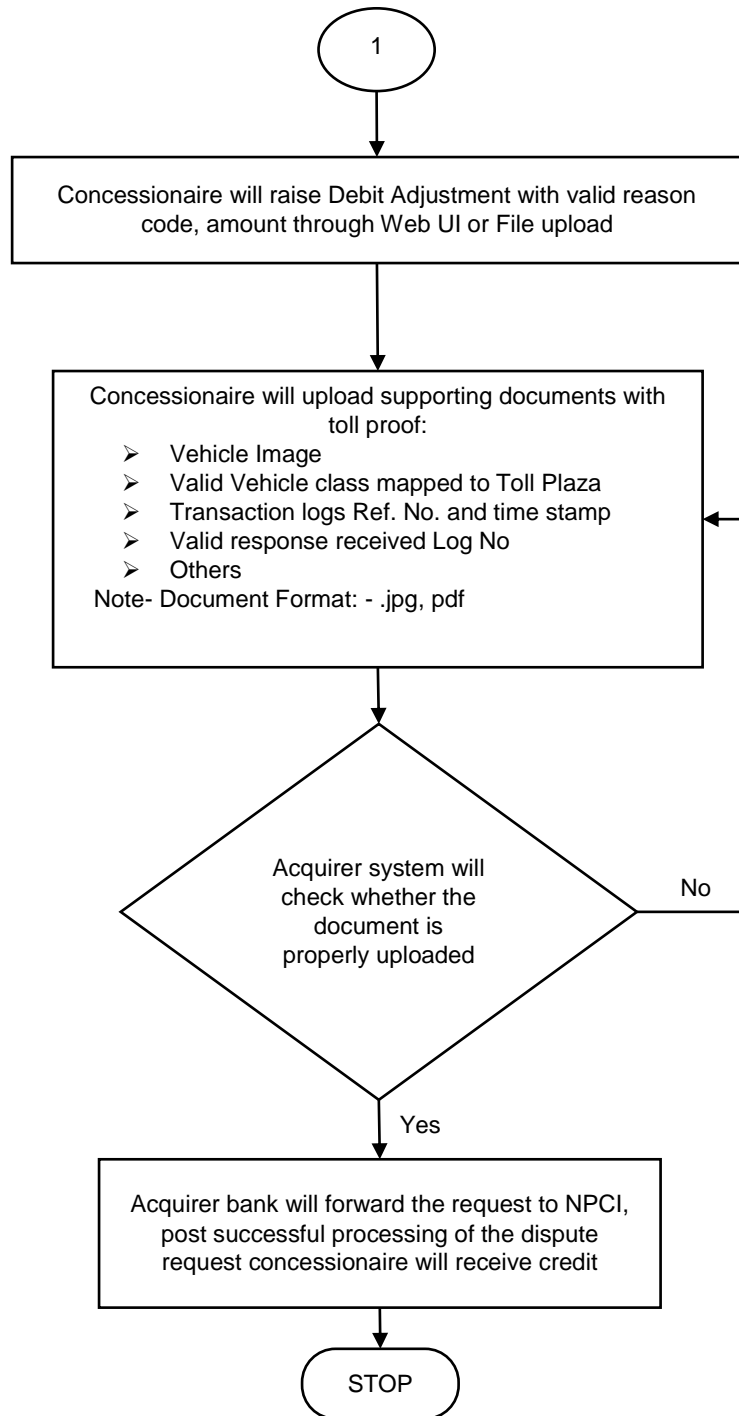 1
Concessionaire will raise Debit Adjustment with valid reason
code, amount through Web UI or File upload
Concessionaire will upload supporting documents with
toll proof:
➢ Vehicle Image
➢ Valid Vehicle class mapped to Toll Plaza
➢ Transaction logs Ref. No. and time stamp
➢ Valid response received Log No
➢ Others
Note- Document Format: - .jpg, pdf
Acquirer system will
check whether the
document is
properly uploaded
No
Yes
Acquirer bank will forward the request to NPCI,
post successful processing of the dispute
request concessionaire will receive credit
STOP